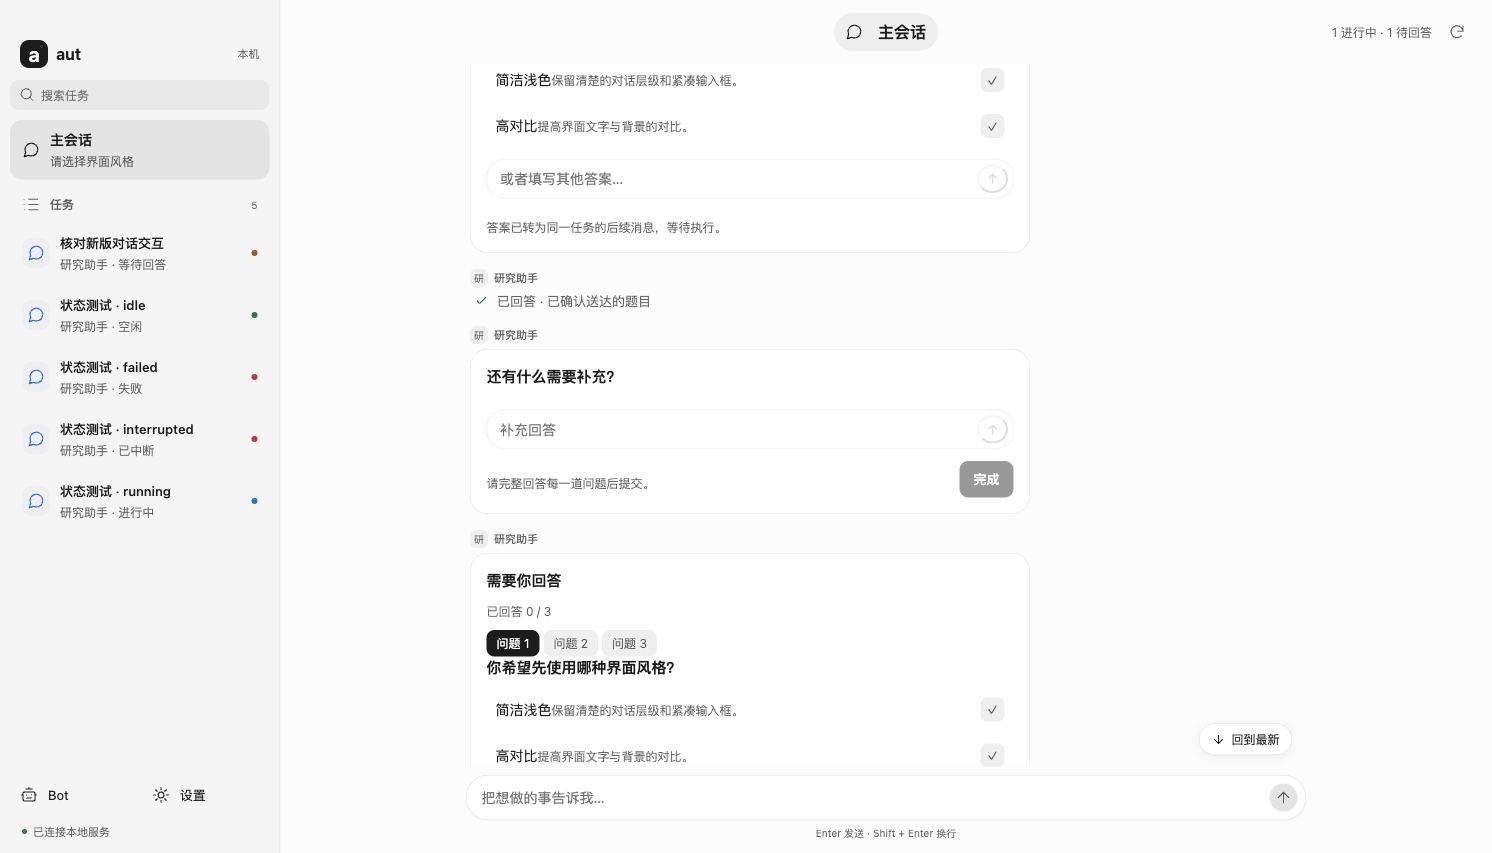 a aut
本机
搜索任务
主会话
请选择界面风格
任务
5
核对新版对话交互
研究助手 · 等待回答
状态测试 · idle
研究助手 · 空闲
状态测试 · failed
研究助手 · 失败
状态测试 · interrupted
研究助手 · 已中断
状态测试 · running
研究助手 · 进行中
Bot
设置
已连接本地服务
主会话
1 进行中 · 1 待回答
简洁浅色保留清楚的对话层级和紧凑输入框。
高对比提高界面文字与背景的对比。
或者填写其他答案...
答案已转为同一任务的后续消息，等待执行。
研 研究助手
已回答 · 已确认送达的题目
研 研究助手
还有什么需要补充？
补充回答
请完整回答每一道问题后提交。
完成
研 研究助手
需要你回答
已回答 0 / 3
问题 1 问题 2 问题 3
你希望先使用哪种界面风格？
简洁浅色保留清楚的对话层级和紧凑输入框。
高对比提高界面文字与背景的对比。
回到最新
把想做的事告诉我...
Enter 发送 · Shift + Enter 换行